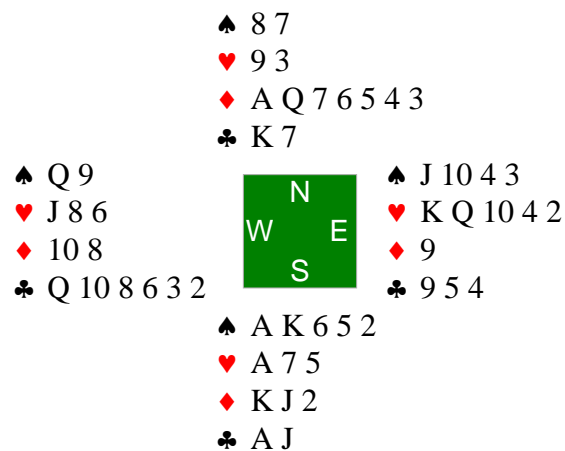 ♠ 8 7
♥ 9 3
♦ A Q 7 6 5 4 3
♣ K 7
♠ Q 9
♥ J 8 6
♦ 10 8
♣ Q 10 8 6 3 2
N
W E
S
♠ J 10 4 3
♥ K Q 10 4 2
♦ 9
♣ 9 5 4
♠ A K 6 5 2
♥ A 7 5
♦ K J 2
♣ A J